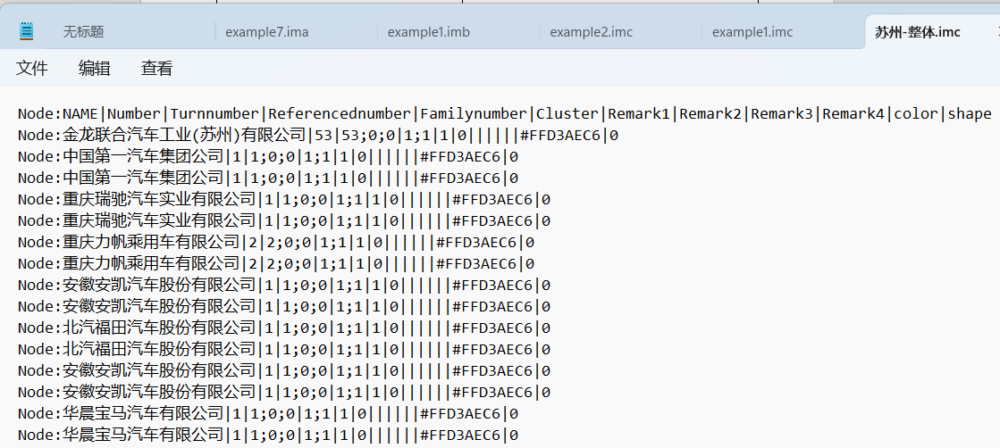 无标题 example7.ima example1.imb example2.imc example1.imc 苏州-整体.imc
文件 编辑 查看
Node:NAME|Number|Turnnumber|Referencednumber|Familynumber|Cluster|Remark1|Remark2|Remark3|Remark4|color|shape
Node:金龙联合汽车工业(苏州)有限公司|53|53;0;0|1;1|1|0||||||#FFD3AEC6|0
Node:中国第一汽车集团公司|1|1;0;0|1;1|1|0||||||#FFD3AEC6|0
Node:中国第一汽车集团公司|1|1;0;0|1;1|1|0||||||#FFD3AEC6|0
Node:重庆瑞驰汽车实业有限公司|1|1;0;0|1;1|1|0||||||#FFD3AEC6|0
Node:重庆瑞驰汽车实业有限公司|1|1;0;0|1;1|1|0||||||#FFD3AEC6|0
Node:重庆力帆乘用车有限公司|2|2;0;0|1;1|1|0||||||#FFD3AEC6|0
Node:重庆力帆乘用车有限公司|2|2;0;0|1;1|1|0||||||#FFD3AEC6|0
Node:安徽安凯汽车股份有限公司|1|1;0;0|1;1|1|0||||||#FFD3AEC6|0
Node:安徽安凯汽车股份有限公司|1|1;0;0|1;1|1|0||||||#FFD3AEC6|0
Node:北汽福田汽车股份有限公司|1|1;0;0|1;1|1|0||||||#FFD3AEC6|0
Node:北汽福田汽车股份有限公司|1|1;0;0|1;1|1|0||||||#FFD3AEC6|0
Node:安徽安凯汽车股份有限公司|1|1;0;0|1;1|1|0||||||#FFD3AEC6|0
Node:安徽安凯汽车股份有限公司|1|1;0;0|1;1|1|0||||||#FFD3AEC6|0
Node:华晨宝马汽车有限公司|1|1;0;0|1;1|1|0||||||#FFD3AEC6|0
Node:华晨宝马汽车有限公司|1|1;0;0|1;1|1|0||||||#FFD3AEC6|0